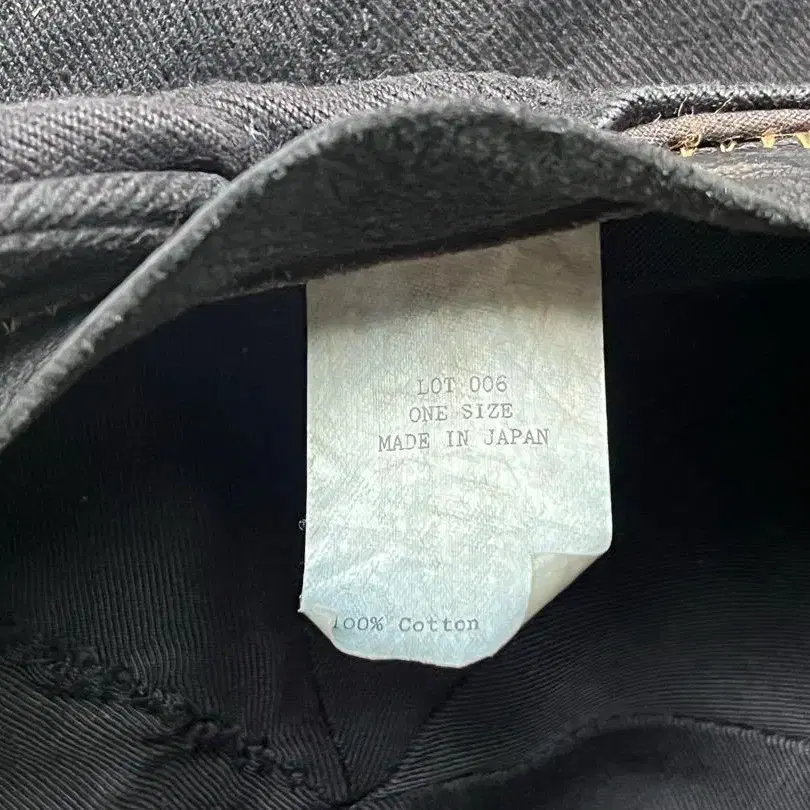 LOT 006
ONE SIZE
MADE IN JAPAN
100% Cotton